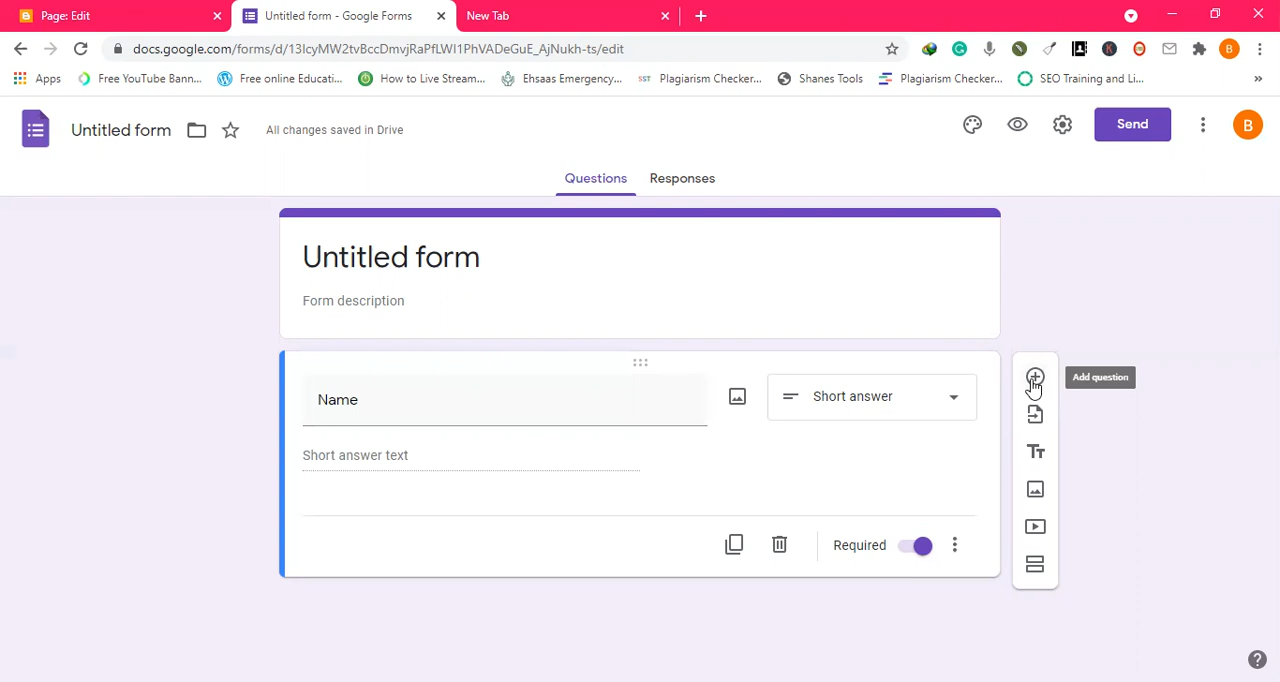 Page: Edit
Untitled form - Google Forms
New Tab
docs.google.com/forms/d/13IcyMW2tvBccDmvjRaPfLWI1PhVADeGuE_AjNukh-ts/edit
Apps
Free YouTube Bann...
Free online Educati...
How to Live Stream...
Ehsaas Emergency...
SST
Plagiarism Checker...
Shanes Tools
Plagiarism Checker...
SEO Training and Li...
Untitled form
All changes saved in Drive
Send
B
Questions
Responses
Untitled form
Form description
Name
Short answer
Add question
Short answer text
Required